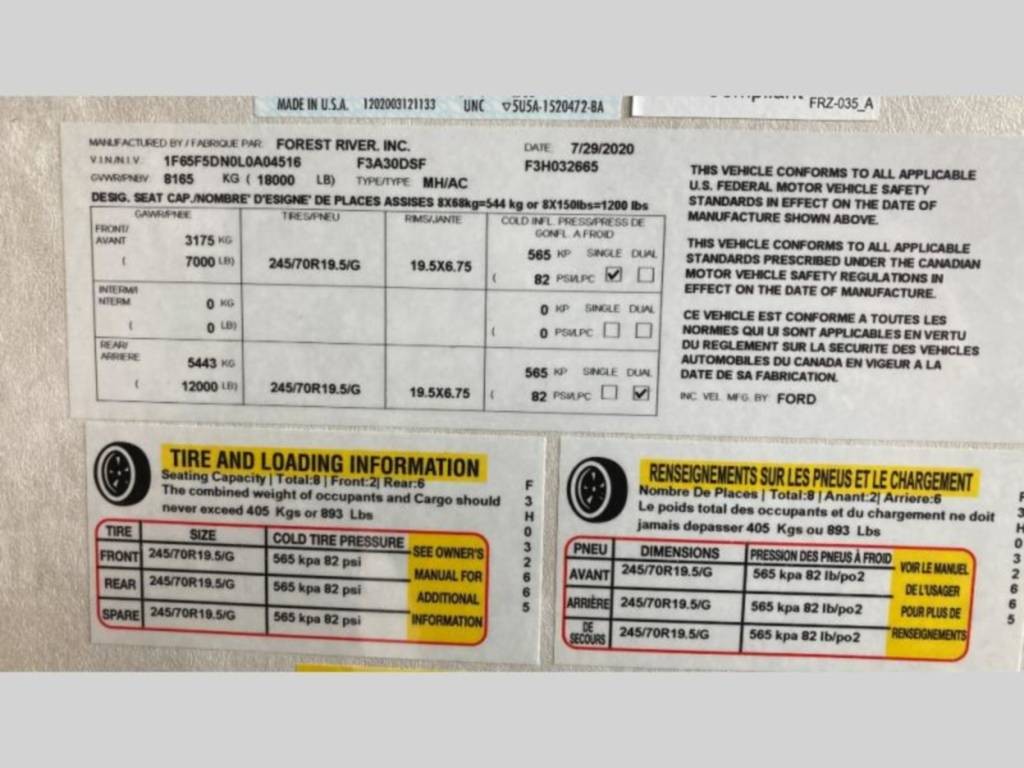 MADE IN U.S.A. 1202003121133 UNC ▽5U5A-1520472-BA
FRZ-035_A
MANUFACTURED BY / FABRIQUE PAR: FOREST RIVER, INC. DATE: 7/29/2020
V.I.N./N.I.V. 1F65F5DN0L0A04516 F3A30DSF F3H032665
GVWR/PNBV 8165 KG ( 18000 LB) TYPE/TYPE: MH/AC
DESIG. SEAT CAP./NOMBRE' D'ESIGNE' DE PLACES ASSISES 8X68kg=544 kg or 8X150lbs=1200 lbs
GAWR/PNBE TIRES/PNEU RIMS/JANTE COLD INFL. PRESS/PRESS DE
GONFL. A FROID
FRONT/
AVANT 3175 KG 565 KP SINGLE DUAL
( 7000 LB) 245/70R19.5/G 19.5X6.75 ( 82 PSI/LPC ☑ ☐
INTERM/I
NTERM 0 KG 0 KP SINGLE DUAL
( 0 LB) ( 0 PSI/LPC ☐ ☐
REAR/
ARRIERE 5443 KG 565 KP SINGLE DUAL
( 12000 LB) 245/70R19.5/G 19.5X6.75 ( 82 PSI/LPC ☐ ☑
THIS VEHICLE CONFORMS TO ALL APPLICABLE
U.S. FEDERAL MOTOR VEHICLE SAFETY
STANDARDS IN EFFECT ON THE DATE OF
MANUFACTURE SHOWN ABOVE.
THIS VEHICLE CONFORMS TO ALL APPLICABLE
STANDARDS PRESCRIBED UNDER THE CANADIAN
MOTOR VEHICLE SAFETY REGULATIONS IN
EFFECT ON THE DATE OF MANUFACTURE.
CE VEHICLE EST CONFORME A TOUTES LES
NORMIES QUI UI SONT APPLICABLES EN VERTU
DU REGLEMENT SUR LA SECURITE DES VEHICLES
AUTOMOBILES DU CANADA EN VIGEUR A LA
DATE DE SA FABRICATION.
INC. VEL. MFG. BY: FORD
TIRE AND LOADING INFORMATION
Seating Capacity | Total:8 | Front:2| Rear:6
The combined weight of occupants and Cargo should
never exceed 405 Kgs or 893 Lbs
TIRE SIZE COLD TIRE PRESSURE
FRONT 245/70R19.5/G 565 kpa 82 psi
REAR 245/70R19.5/G 565 kpa 82 psi
SPARE 245/70R19.5/G 565 kpa 82 psi
SEE OWNER'S
MANUAL FOR
ADDITIONAL
INFORMATION
F3H032665
RENSEIGNEMENTS SUR LES PNEUS ET LE CHARGEMENT
Nombre De Places | Total:8 | Anant:2| Arriere:6
Le poids total des occupants et du chargement ne doit
jamais depasser 405 Kgs ou 893 Lbs
PNEU DIMENSIONS PRESSION DES PNEUS À FROID
AVANT 245/70R19.5/G 565 kpa 82 lb/po2
ARRIÈRE 245/70R19.5/G 565 kpa 82 lb/po2
DE
SECOURS 245/70R19.5/G 565 kpa 82 lb/po2
VOIR LE MANUEL
DE L'USAGER
POUR PLUS DE
RENSEIGNEMENTS
F3H032665